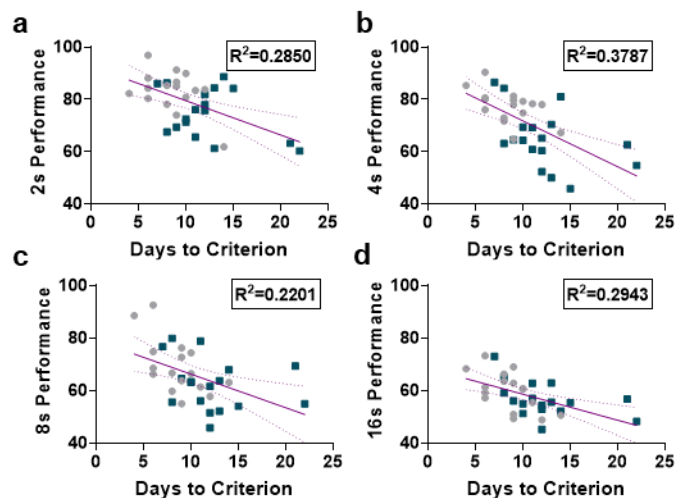 a
R²=0.2850
100
80
60
40
2s Performance
0 5 10 15 20 25
Days to Criterion
b
R²=0.3787
100
80
60
40
4s Performance
0 5 10 15 20 25
Days to Criterion
c
R²=0.2201
100
80
60
40
8s Performance
0 5 10 15 20 25
Days to Criterion
d
R²=0.2943
100
80
60
40
16s Performance
0 5 10 15 20 25
Days to Criterion